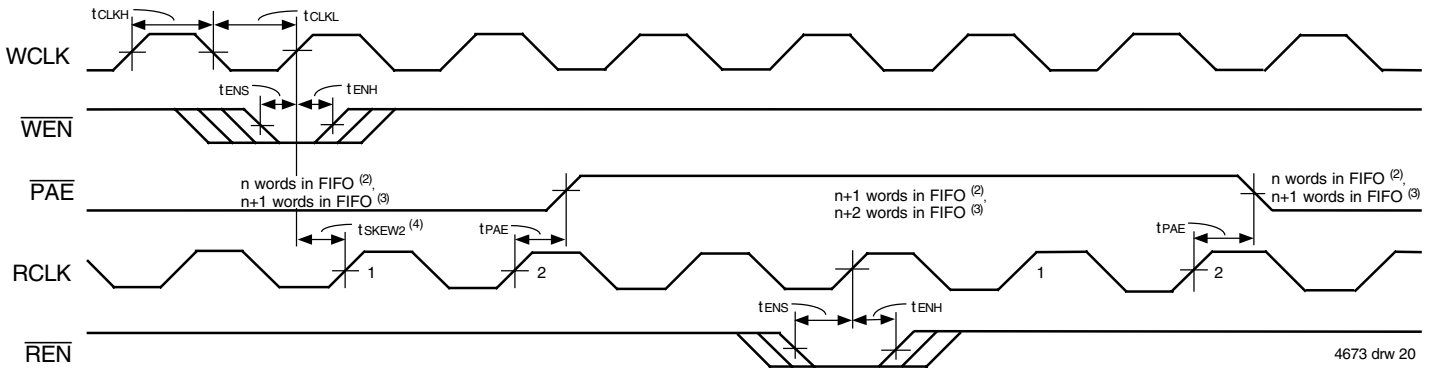 tCLKH tCLKL
WCLK
tENS tENH
WEN
PAE
n words in FIFO (2),
n+1 words in FIFO (3)
n+1 words in FIFO (2),
n+2 words in FIFO (3)
n words in FIFO (2),
n+1 words in FIFO (3)
tSKEW2 (4) tPAE tPAE
RCLK 1 2 1 2
tENS tENH
REN
4673 drw 20